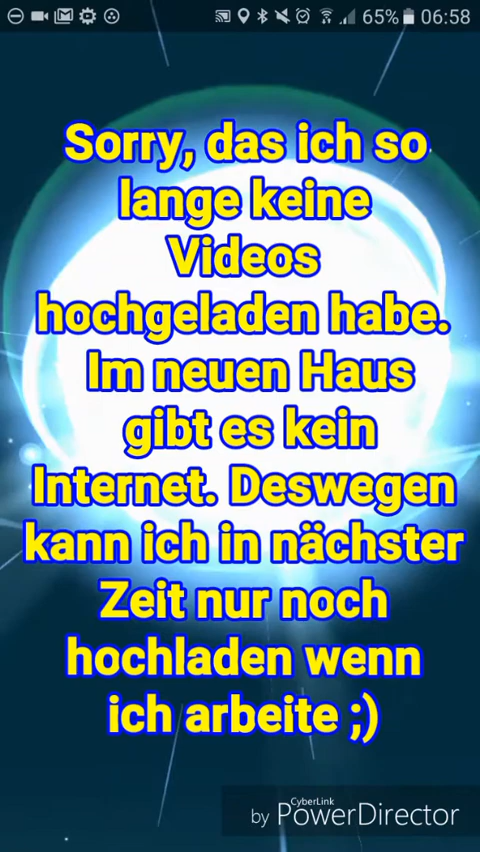 65% 06:58
Sorry, das ich so
lange keine
Videos
hochgeladen habe.
Im neuen Haus
gibt es kein
Internet. Deswegen
kann ich in nächster
Zeit nur noch
hochladen wenn
ich arbeite ;)
CyberLink
by PowerDirector